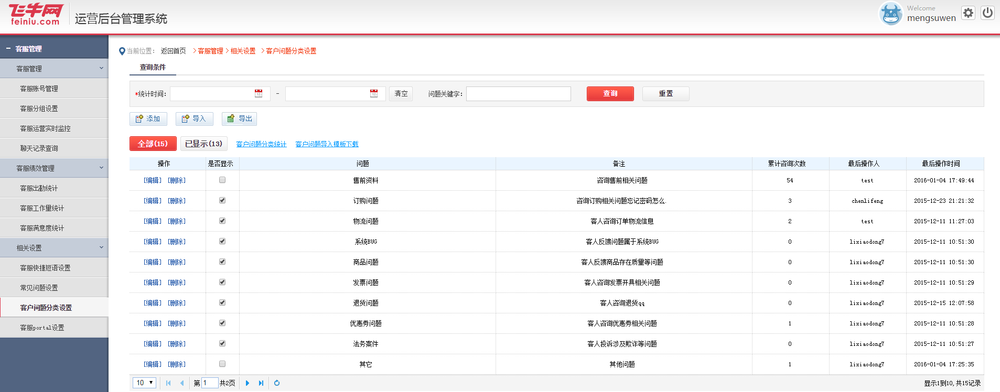 飞牛网
feiniu.com
运营后台管理系统
Welcome
mengsuwen
客服管理
客服管理
客服账号管理
客服分组设置
客服运营实时监控
聊天记录查询
客服绩效管理
客服出勤统计
客服工作量统计
客服满意度统计
相关设置
客服快捷短语设置
常见问题设置
客户问题分类设置
客服portal设置
当前位置： 返回首页 >客服管理 >相关设置 >客户问题分类设置
查询条件
*统计时间： - 清空 问题关键字： 查询 重置
添加 导入 导出
全部(15) 已显示(13) 客户问题分类统计 客户问题导入模板下载
操作 是否显示 问题 备注 累计咨询次数 最后操作人 最后操作时间
[编辑] [删除] 售前资料 咨询售前相关问题 54 test 2016-01-04 17:49:44
[编辑] [删除] 订购问题 咨询订购相关问题忘记密码怎么. 3 chenlifeng 2015-12-23 21:21:32
[编辑] [删除] 物流问题 客人咨询订单物流信息 2 test 2015-12-11 11:27:03
[编辑] [删除] 系统BUG 客人反馈问题属于系统BUG 0 lixiaodong7 2015-12-11 10:51:30
[编辑] [删除] 商品问题 客人反馈商品存在质量等问题 0 lixiaodong7 2015-12-11 10:51:30
[编辑] [删除] 发票问题 客人咨询发票开具相关问题 0 lixiaodong7 2015-12-11 10:51:29
[编辑] [删除] 退货问题 客人咨询退货qq 0 lixiaodong7 2015-12-15 12:07:58
[编辑] [删除] 优惠劵问题 客人咨询优惠劵相关问题 1 lixiaodong7 2015-12-11 10:51:28
[编辑] [删除] 法务案件 客人投诉涉及欺诈等问题 0 lixiaodong7 2015-12-11 10:51:27
[编辑] [删除] 其它 其他问题 1 lixiaodong7 2016-01-04 17:25:35
10 第 1 共2页 显示1到10,共15记录